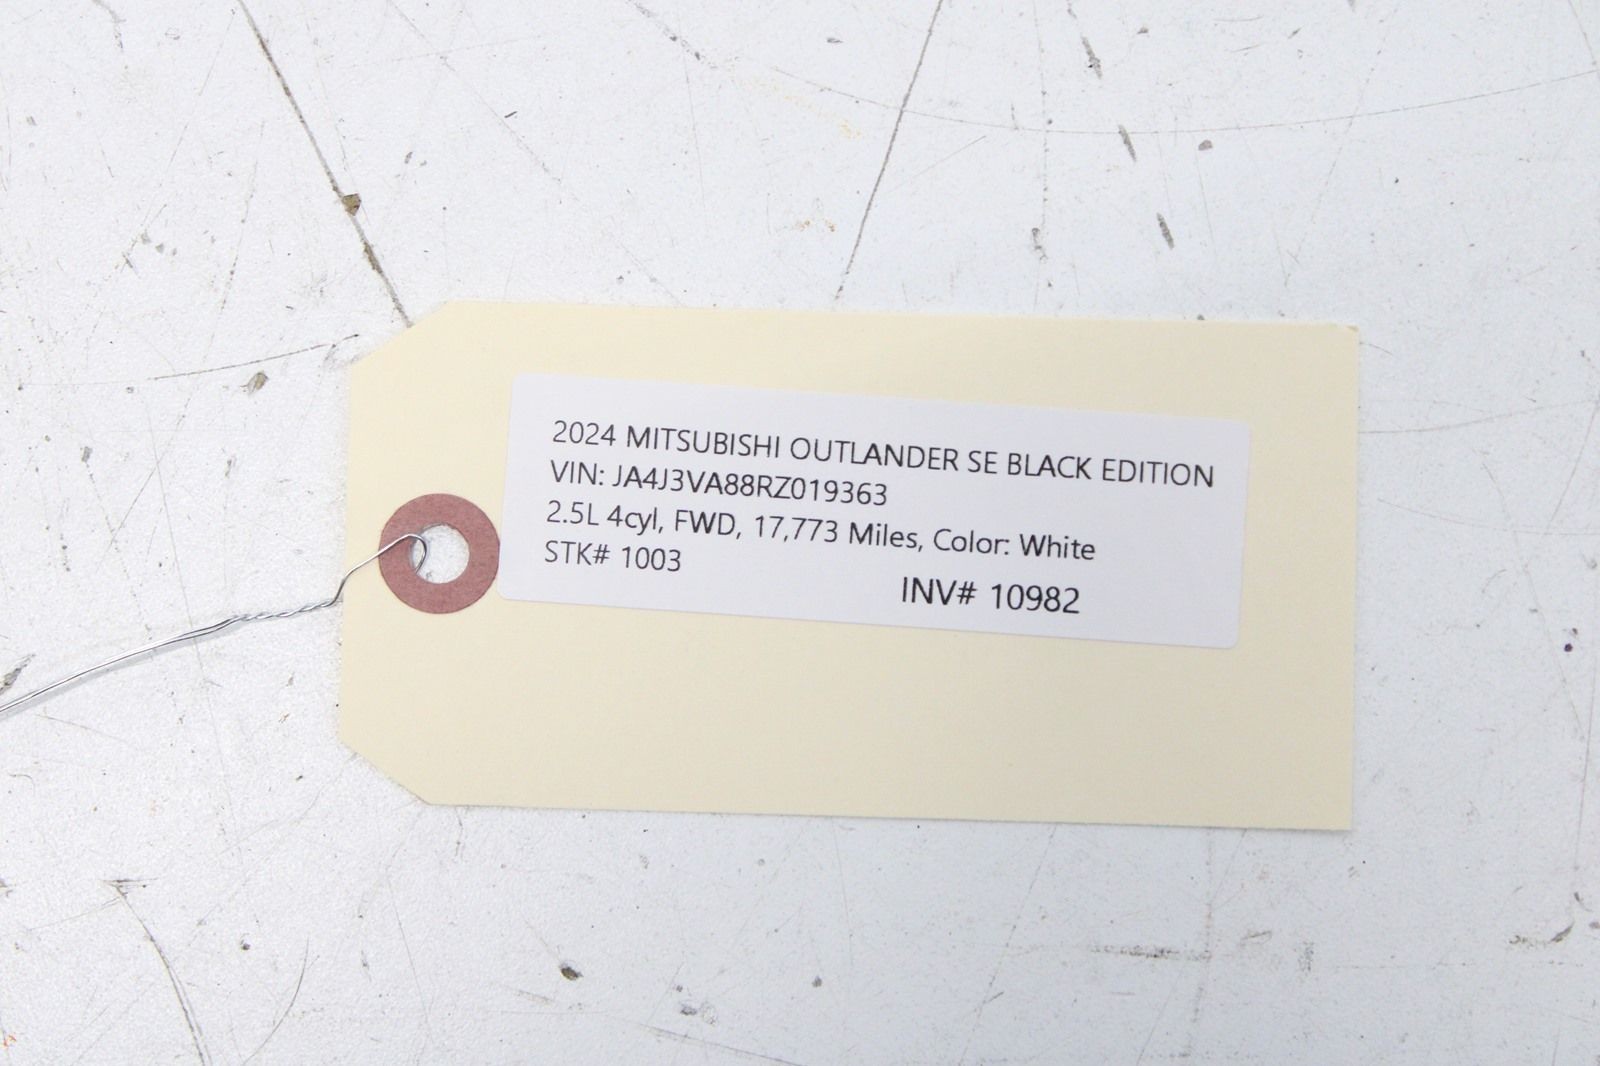 2024 MITSUBISHI OUTLANDER SE BLACK EDITION
VIN: JA4J3VA88RZ019363
2.5L 4cyl, FWD, 17,773 Miles, Color: White
STK# 1003
INV# 10982